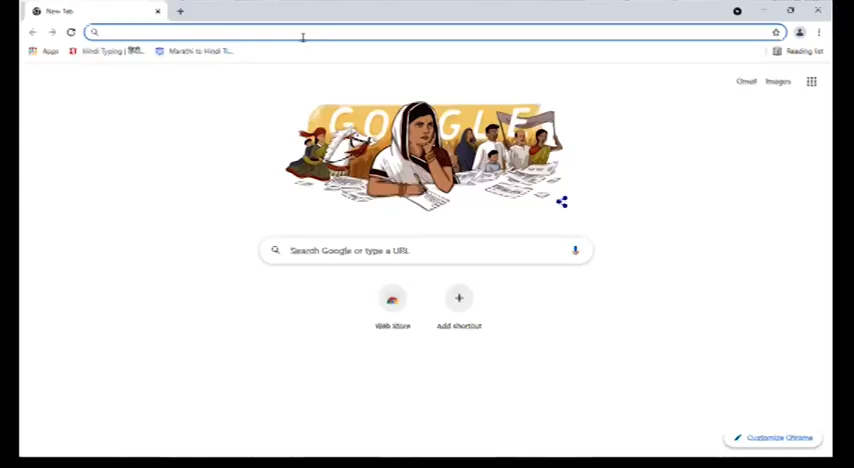 New Tab
Apps
Hindi Typing | हिंदी...
Marathi to Hindi Tr...
Reading list
Gmail Images
GOOGLE
Search Google or type a URL
Web Store
Add shortcut
Customize Chrome